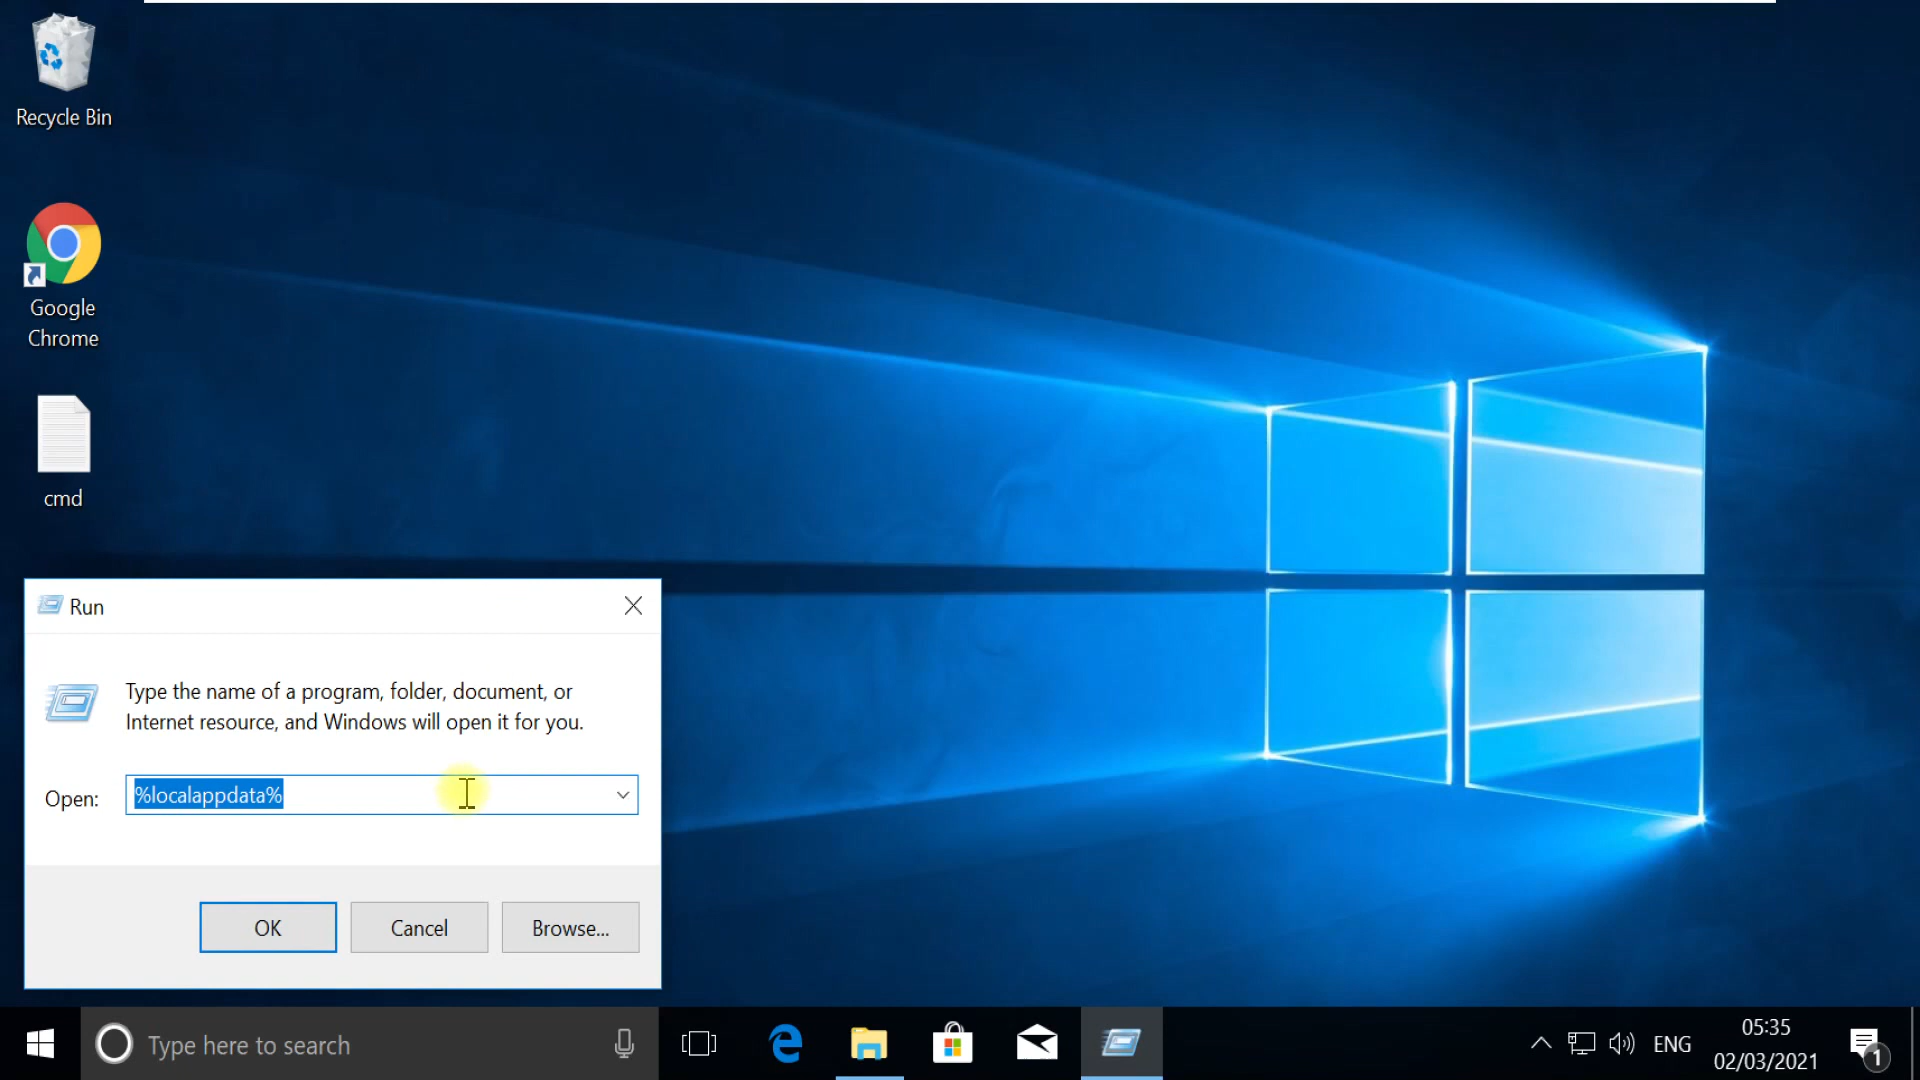 Recycle Bin
Google
Chrome
cmd
Run
Type the name of a program, folder, document, or
Internet resource, and Windows will open it for you.
Open:
%localappdata%
OK
Cancel
Browse...
Type here to search
ENG
05:35
02/03/2021
1